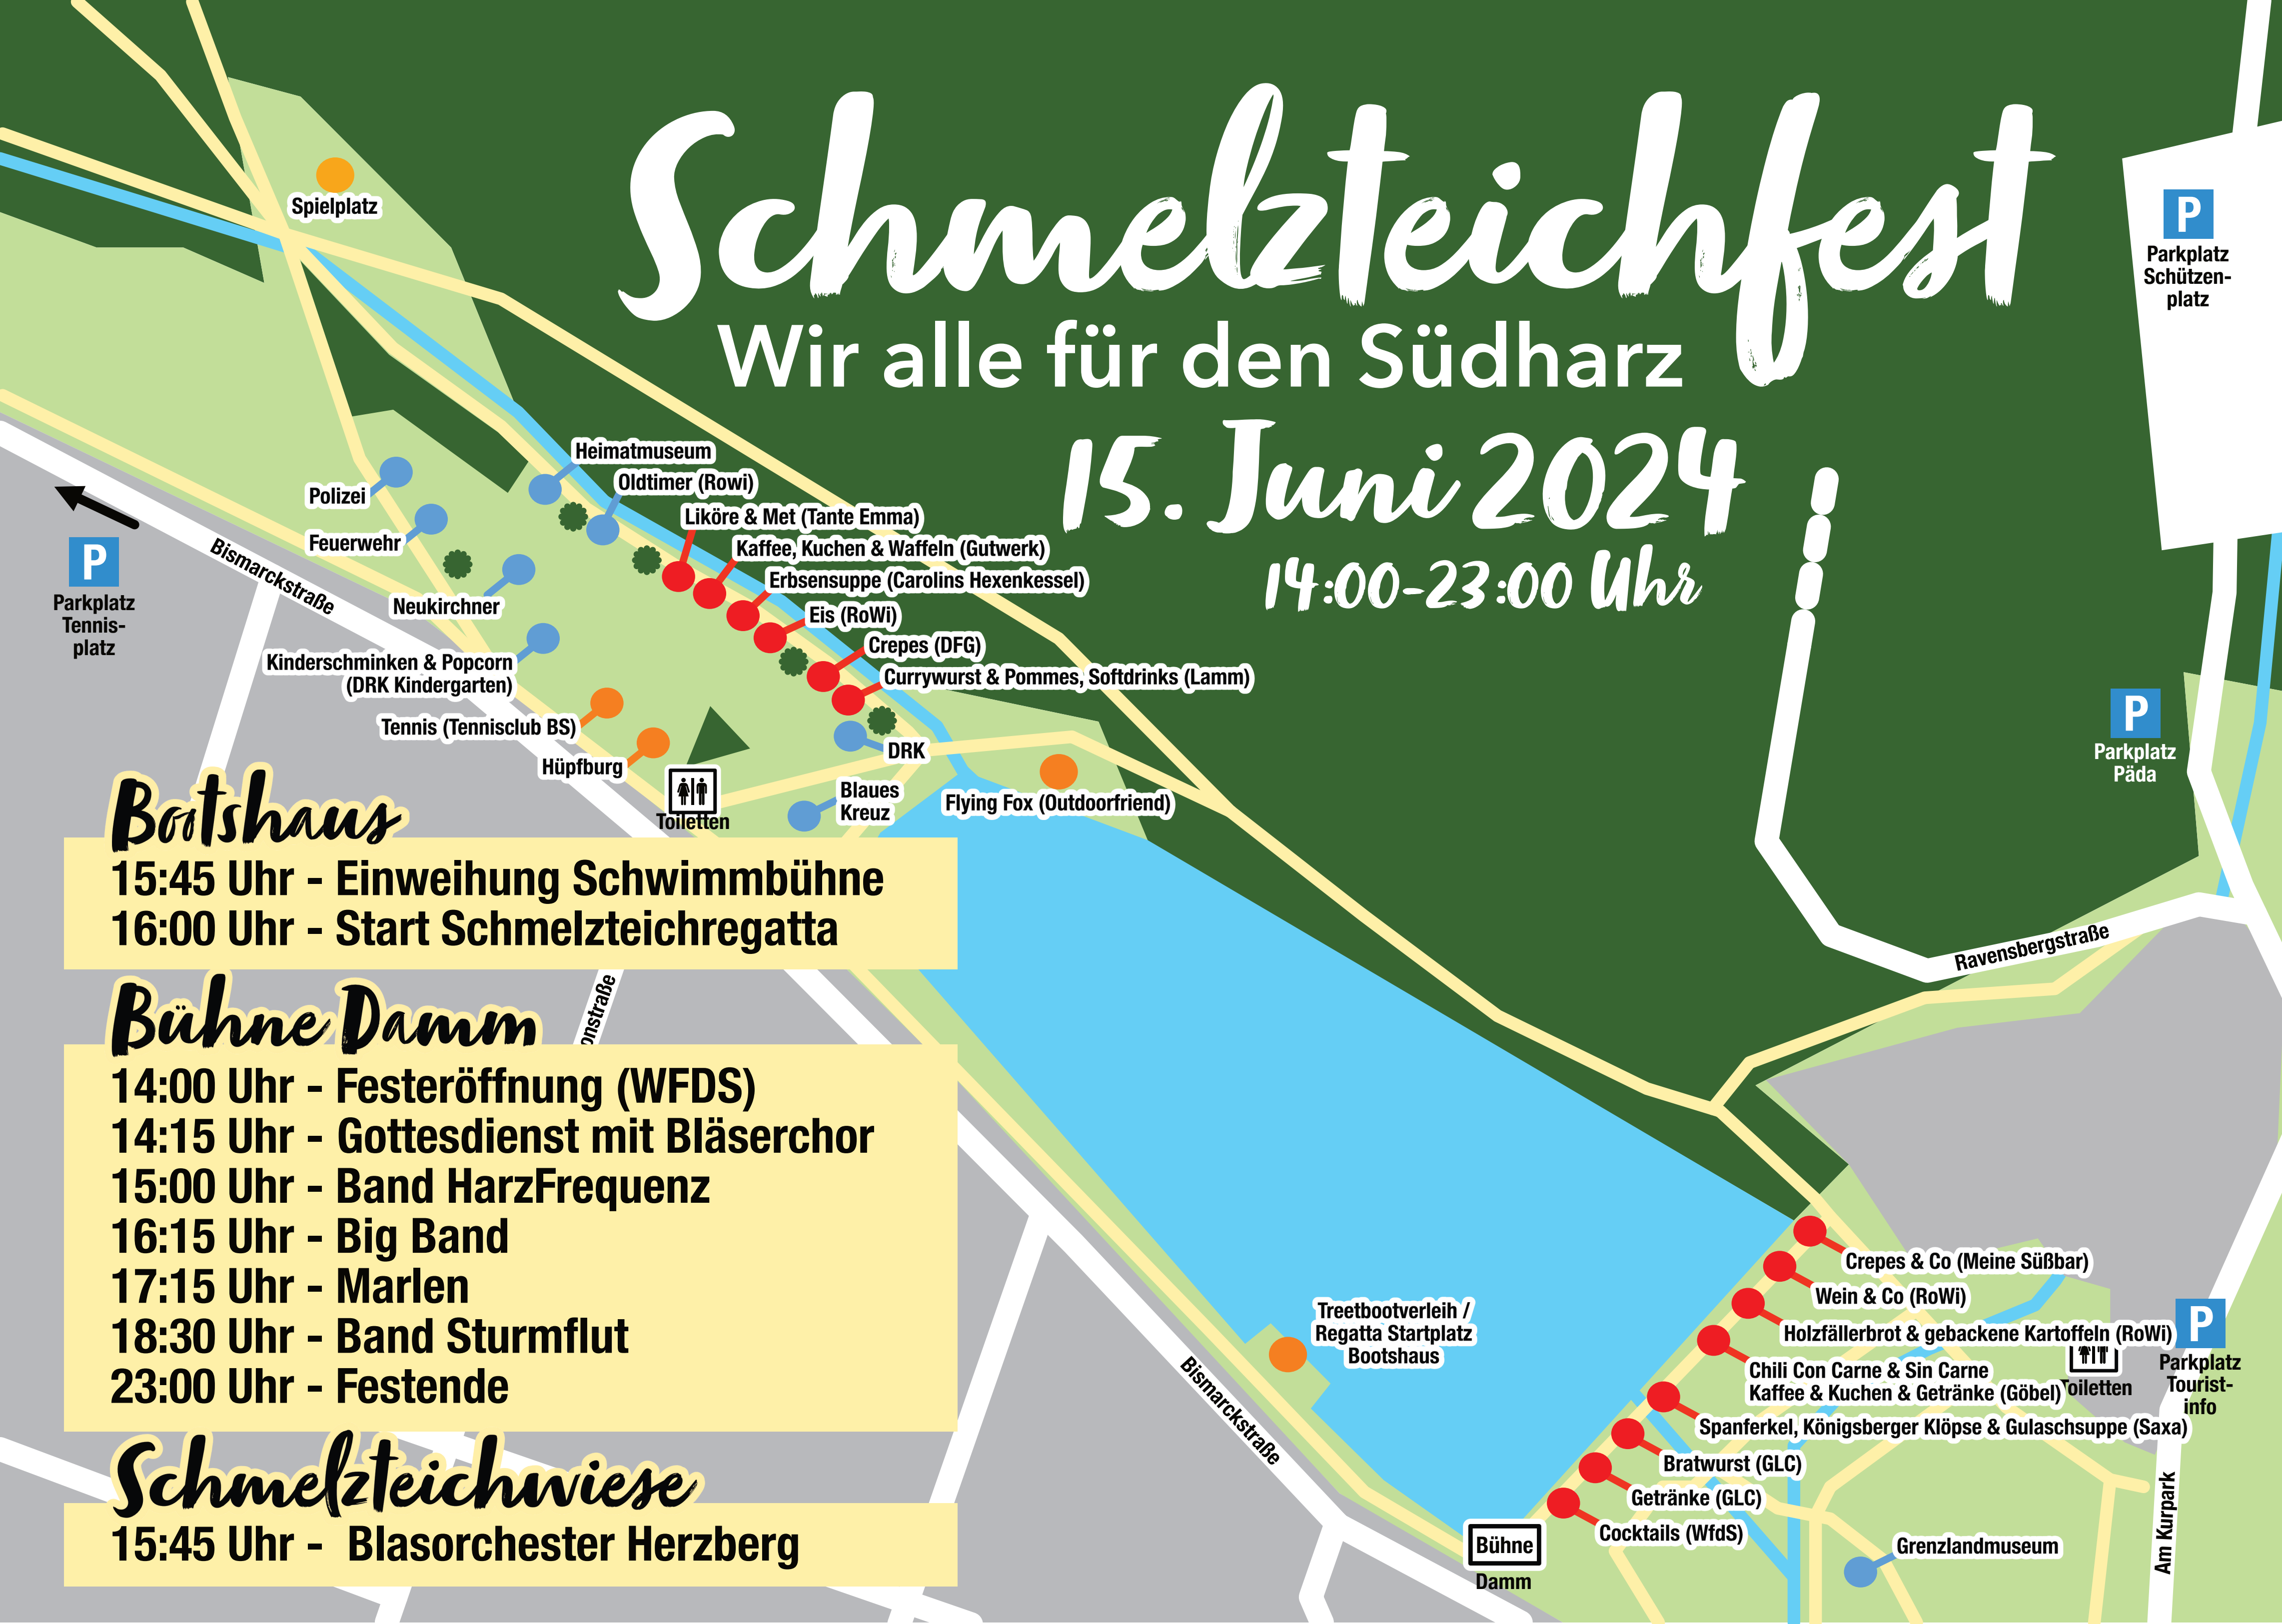 Schmelzteichfest
Wir alle für den Südharz
15. Juni 2024
14:00-23:00 Uhr
P
Parkplatz
Schützen-
platz
Spielplatz
Heimatmuseum
Oldtimer (Rowi)
Liköre & Met (Tante Emma)
Kaffee, Kuchen & Waffeln (Gutwerk)
Erbsensuppe (Carolins Hexenkessel)
Eis (RoWi)
Crepes (DFG)
Currywurst & Pommes, Softdrinks (Lamm)
DRK
Blaues
Kreuz
Flying Fox (Outdoorfriend)
Polizei
Feuerwehr
Neukirchner
Kinderschminken & Popcorn
(DRK Kindergarten)
Tennis (Tennisclub BS)
Hüpfburg
Toiletten
Bismarckstraße
P
Parkplatz
Tennis-
platz
P
Parkplatz
Päda
Ravensbergstraße
Bootshaus
15:45 Uhr - Einweihung Schwimmbühne
16:00 Uhr - Start Schmelzteichregatta
onstraße
Bühne Damm
14:00 Uhr - Festeröffnung (WFDS)
14:15 Uhr - Gottesdienst mit Bläserchor
15:00 Uhr - Band HarzFrequenz
16:15 Uhr - Big Band
17:15 Uhr - Marlen
18:30 Uhr - Band Sturmflut
23:00 Uhr - Festende
Schmelzteichwiese
15:45 Uhr - Blasorchester Herzberg
Bismarckstraße
Treetbootverleih /
Regatta Startplatz
Bootshaus
Crepes & Co (Meine Süßbar)
Wein & Co (RoWi)
Holzfällerbrot & gebackene Kartoffeln (RoWi)
Chili Con Carne & Sin Carne
Kaffee & Kuchen & Getränke (Göbel)
Toiletten
P
Parkplatz
Tourist-
info
Spanferkel, Königsberger Klöpse & Gulaschsuppe (Saxa)
Bratwurst (GLC)
Getränke (GLC)
Cocktails (WfdS)
Bühne
Damm
Grenzlandmuseum
Am Kurpark